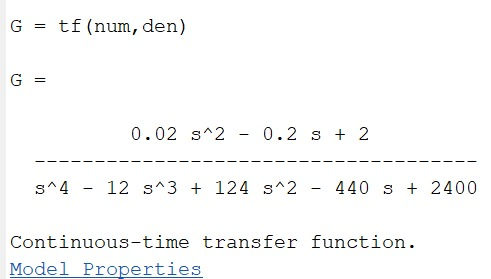 G = tf(num,den)
G =
0.02 s^2 - 0.2 s + 2
-------------------------------------
s^4 - 12 s^3 + 124 s^2 - 440 s + 2400
Continuous-time transfer function.
Model Properties